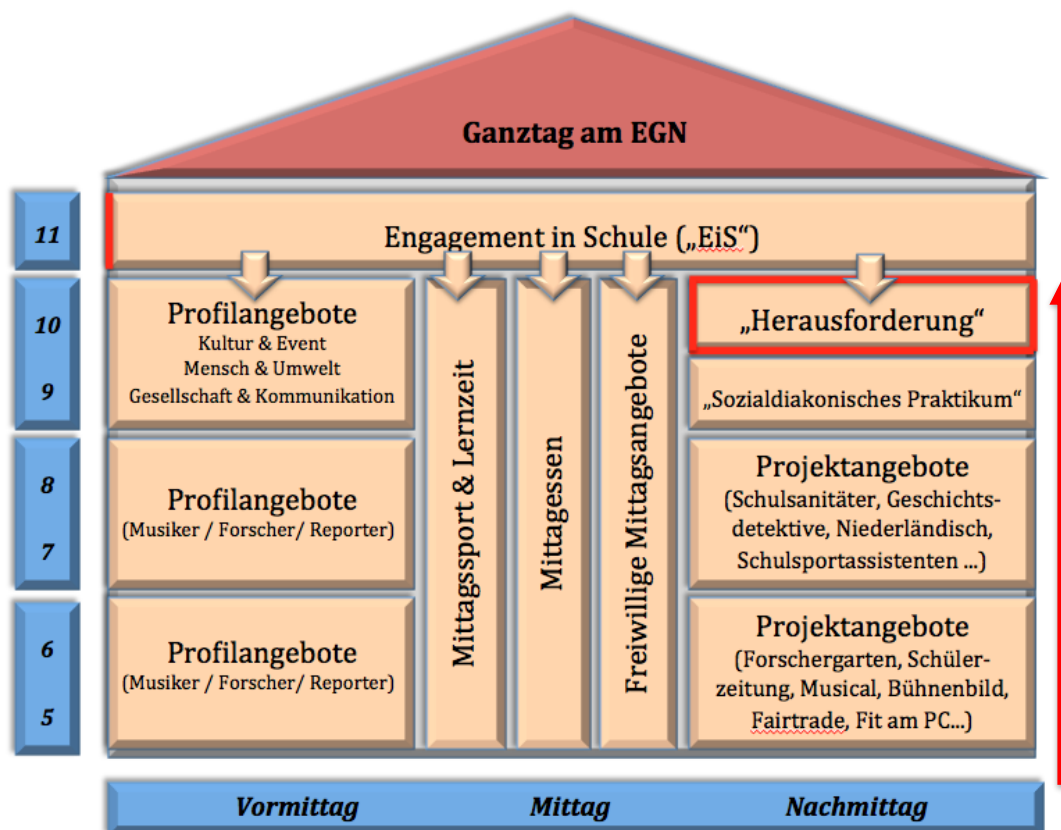 Ganztag am EGN
11
Engagement in Schule („EiS“)
10
9
Profilangebote
Kultur & Event
Mensch & Umwelt
Gesellschaft & Kommunikation
Mittagssport & Lernzeit
Mittagessen
Freiwillige Mittagsangebote
„Herausforderung“
„Sozialdiakonisches Praktikum“
8
7
Profilangebote
(Musiker / Forscher/ Reporter)
Projektangebote
(Schulsanitäter, Geschichts-
detektive, Niederländisch,
Schulsportassistenten ...)
6
5
Profilangebote
(Musiker / Forscher/ Reporter)
Projektangebote
(Forschergarten, Schüler-
zeitung, Musical, Bühnenbild,
Fairtrade, Fit am PC...)
Vormittag
Mittag
Nachmittag